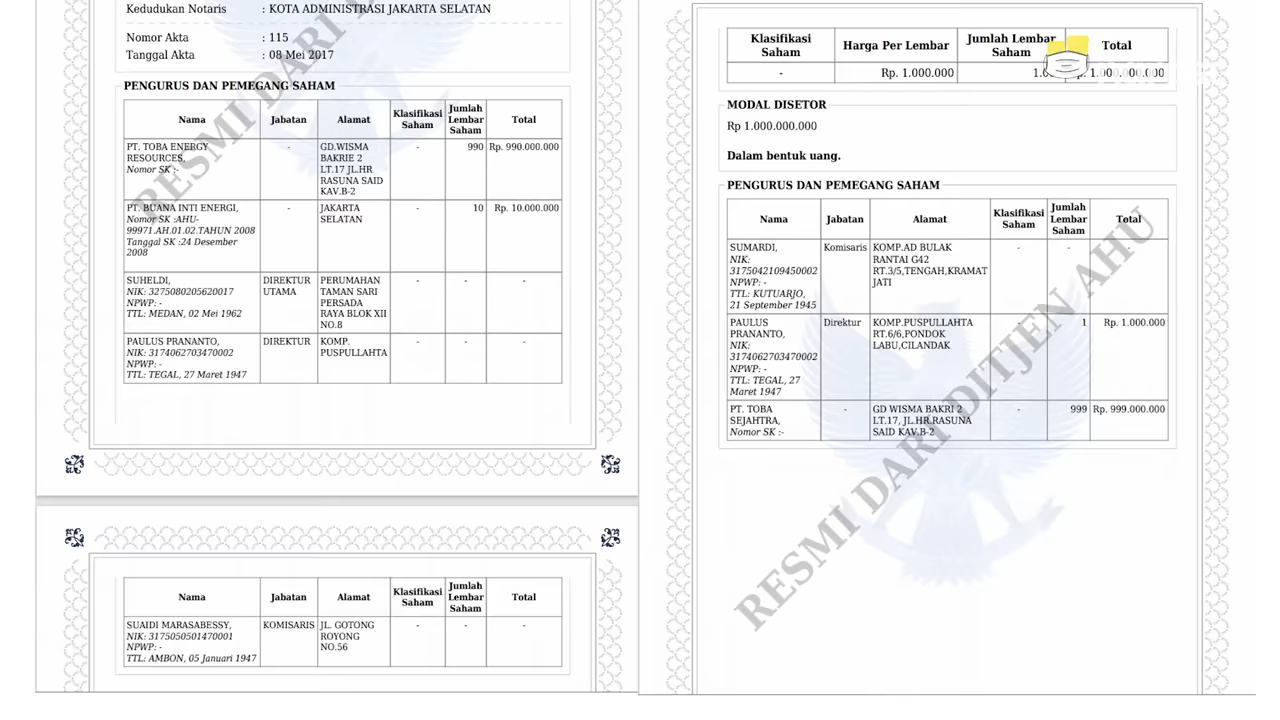 Kedudukan Notaris : KOTA ADMINISTRASI JAKARTA SELATAN
Nomor Akta : 115
Tanggal Akta : 08 Mei 2017
PENGURUS DAN PEMEGANG SAHAM
Nama Jabatan Alamat Klasifikasi Saham Jumlah Lembar Saham Total
PT. TOBA ENERGY - GD.WISMA - 990 Rp. 990.000.000
RESOURCES, BAKRIE 2
Nomor SK :- LT.17 JL.HR
RASUNA SAID
KAV.B-2
PT. BUANA INTI ENERGI, - JAKARTA - 10 Rp. 10.000.000
Nomor SK :AHU- SELATAN
99971.AH.01.02.TAHUN 2008
Tanggal SK :24 Desember
2008
SUHELDI, DIREKTUR PERUMAHAN - - -
NIK: 3275080205620017 UTAMA TAMAN SARI
NPWP: - PERSADA
TTL: MEDAN, 02 Mei 1962 RAYA BLOK XII
NO.8
PAULUS PRANANTO, DIREKTUR KOMP. - - -
NIK: 3174062703470002 PUSPULLAHTA
NPWP: -
TTL: TEGAL, 27 Maret 1947
Nama Jabatan Alamat Klasifikasi Saham Jumlah Lembar Saham Total
SUAIDI MARASABESSY, KOMISARIS JL. GOTONG - - -
NIK: 3175050501470001 ROYONG
NPWP: - NO.56
TTL: AMBON, 05 Januari 1947
RESMI DARI
Klasifikasi Saham Harga Per Lembar Jumlah Lembar Saham Total
- Rp. 1.000.000 1.000.000.000
MODAL DISETOR
Rp 1.000.000.000
Dalam bentuk uang.
PENGURUS DAN PEMEGANG SAHAM
Nama Jabatan Alamat Klasifikasi Saham Jumlah Lembar Saham Total
SUMARDI, Komisaris KOMP.AD BULAK - - -
NIK: RANTAI G42
3175042109450002 RT.3/5,TENGAH,KRAMAT
NPWP: - JATI
TTL: KUTUARJO,
21 September 1945
PAULUS Direktur KOMP.PUSPULLAHTA - 1 Rp. 1.000.000
PRANANTO, RT.6/6,PONDOK
NIK: LABU,CILANDAK
3174062703470002
NPWP: -
TTL: TEGAL, 27
Maret 1947
PT. TOBA - GD WISMA BAKRI 2 - 999 Rp. 999.000.000
SEJAHTRA, LT.17, JL.HR.RASUNA
Nomor SK :- SAID KAV.B-2
RESMI DARI DITJEN AHU